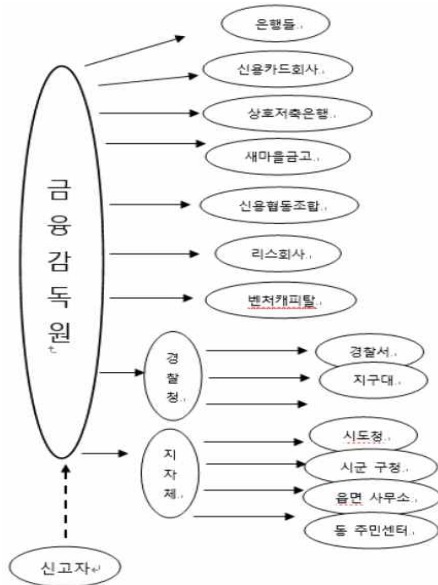 은행들
신용카드회사
상호저축은행
새마을금고
신용협동조합
리스회사
벤처캐피탈
금융감독원
경찰청
경찰서
지구대
지자체
시도청
시군 구청
읍면 사무소
동 주민센터
신고자